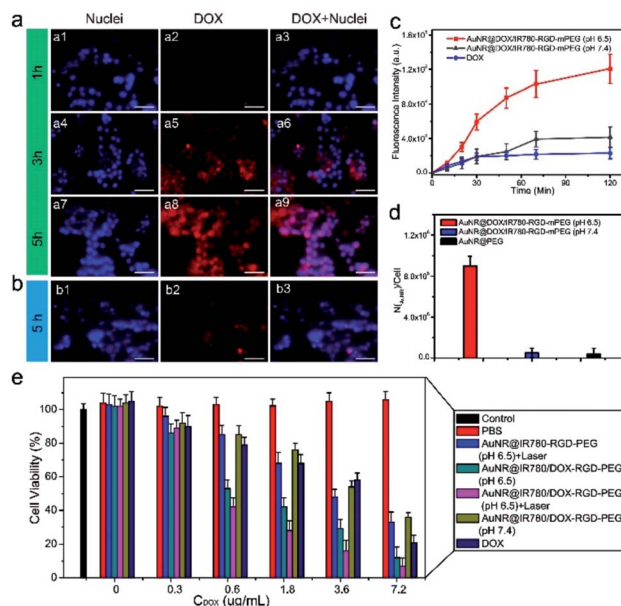 a
Nuclei
DOX
DOX+Nuclei
1h
a1
a2
a3
3h
a4
a5
a6
5h
a7
a8
a9
b
5 h
b1
b2
b3
c
AuNR@DOX/IR780-RGD-mPEG (pH 6.5)
AuNR@DOX/IR780-RGD-mPEG (pH 7.4)
DOX
Fluorescence Intensity (a.u.)
0.0
0
30
60
90
120
Time (Min)
d
AuNR@DOX/IR780-RGD-mPEG (pH 6.5)
AuNR@DOX/IR780-RGD-mPEG (pH 7.4
AuNR@PEG
/Cell
0.0
e
Cell Viability (%)
120
100
80
60
40
20
0
0
0.3
0.6
1.8
3.6
7.2
CDOX (ug/mL)
Control
PBS
AuNR@IR780-RGD-PEG
(pH 6.5)+Laser
AuNR@IR780/DOX-RGD-PEG
(pH 6.5)
AuNR@IR780/DOX-RGD-PEG
(pH 6.5)+Laser
AuNR@IR780/DOX-RGD-PEG
(pH 7.4)
DOX